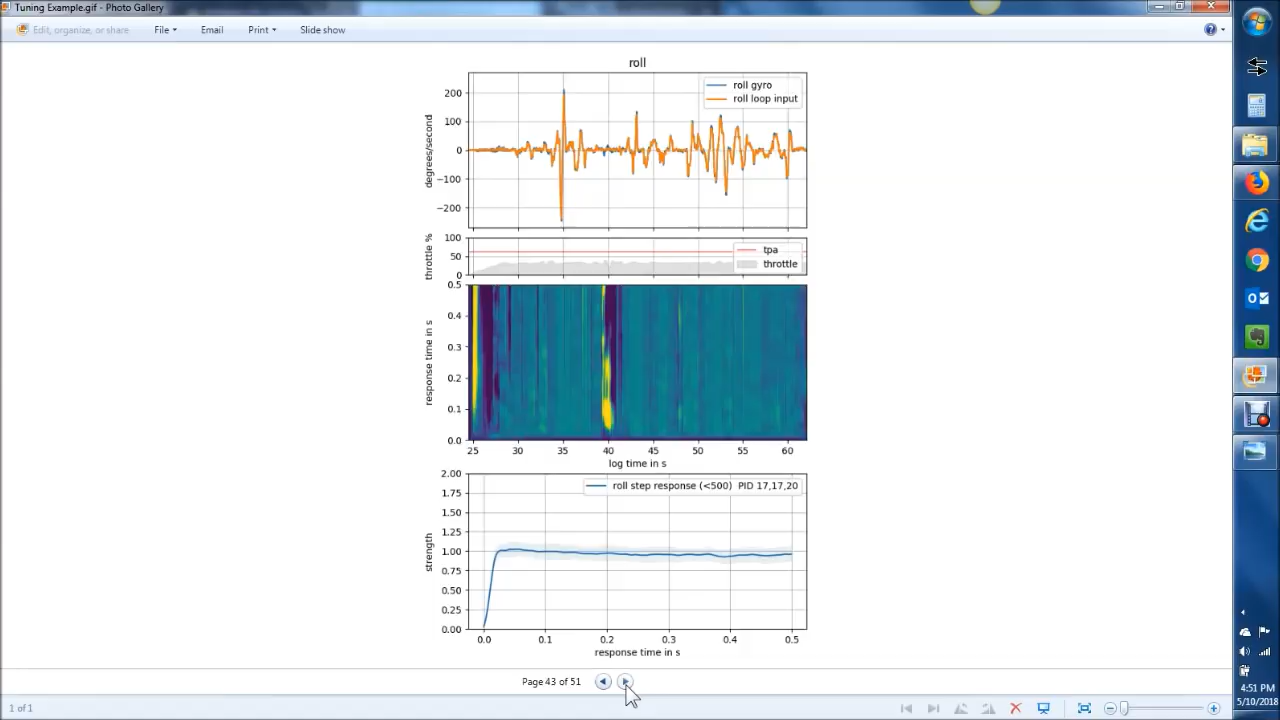 Tuning Example.gif - Photo Gallery
Edit, organize, or share File Email Print Slide show
roll
200
100
0
-100
-200
degrees/second
roll gyro
roll loop input
100
50
0
throttle %
tpa
throttle
0.5
0.4
0.3
0.2
0.1
0.0
response time in s
25 30 35 40 45 50 55 60
log time in s
2.00
1.75
1.50
1.25
1.00
0.75
0.50
0.25
0.00
strength
roll step response (<500) PID 17,17,20
0.0 0.1 0.2 0.3 0.4 0.5
response time in s
Page 43 of 51
1 of 1
4:51 PM
5/10/2018